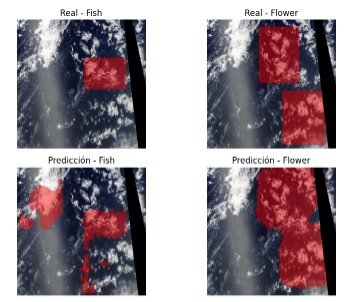 Real - Fish
Real - Flower
Predicción - Fish
Predicción - Flower